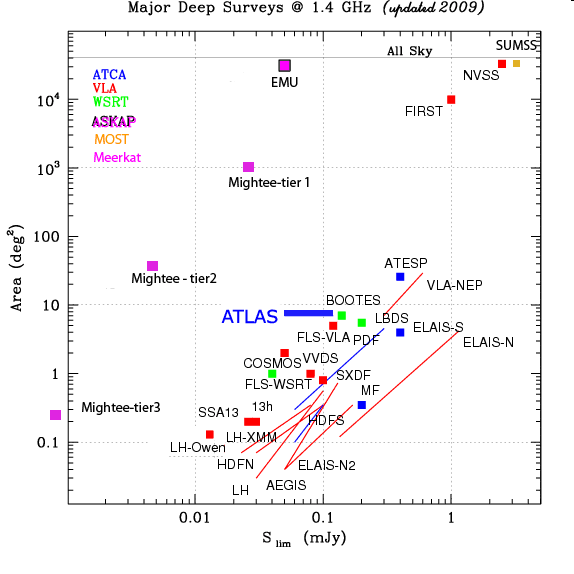 Major Deep Surveys @ 1.4 GHz (updated 2009)
All Sky
SUMSS
NVSS
EMU
FIRST
ATCA
VLA
WSRT
ASKAP
MOST
Meerkat
Mightee-tier 1
Mightee - tier2
ATESP
VLA-NEP
BOOTES
ATLAS
LBDS
ELAIS-S
FLS-VLA
PDF
ELAIS-N
COSMOS
VVDS
FLS-WSRT
SXDF
MF
Mightee-tier3
SSA13
13h
HDFS
LH-XMM
LH-Owen
HDFN
ELAIS-N2
LH
AEGIS
10⁴
10³
100
10
1
0.1
Area (deg²)
0.01
0.1
1
S lim (mJy)